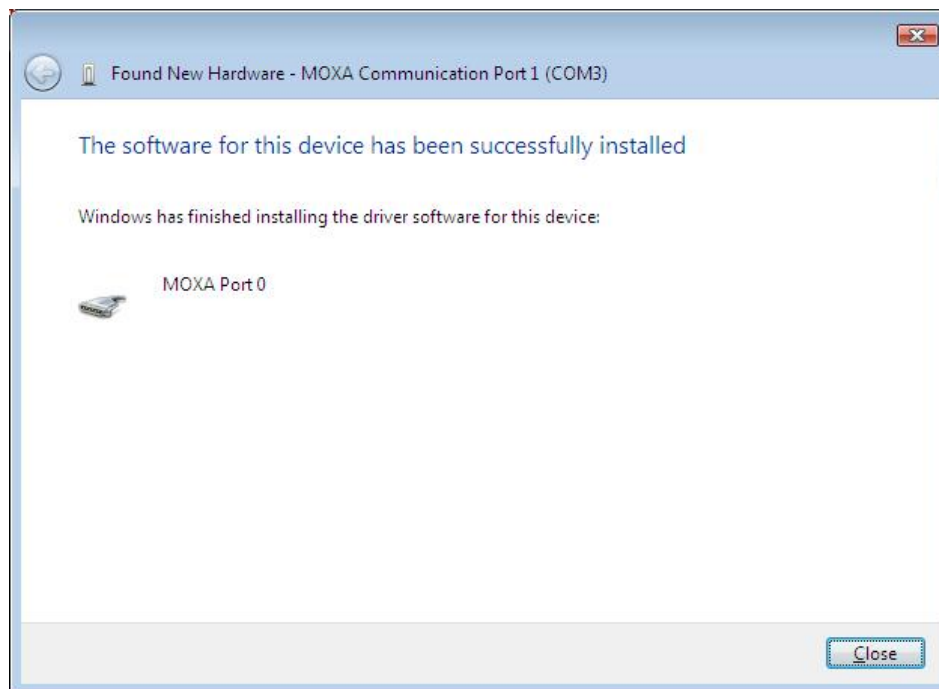 Found New Hardware - MOXA Communication Port 1 (COM3)
The software for this device has been successfully installed
Windows has finished installing the driver software for this device:
MOXA Port 0
Close